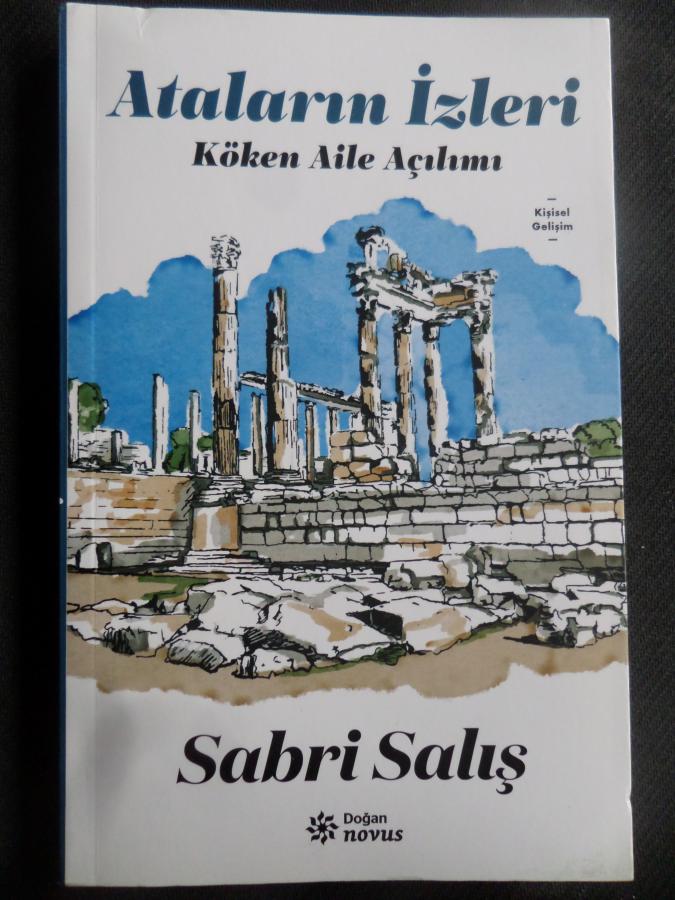 Ataların İzleri
Köken Aile Açılımı
Kişisel
Gelişim
Sabri Salış
Doğan
novus